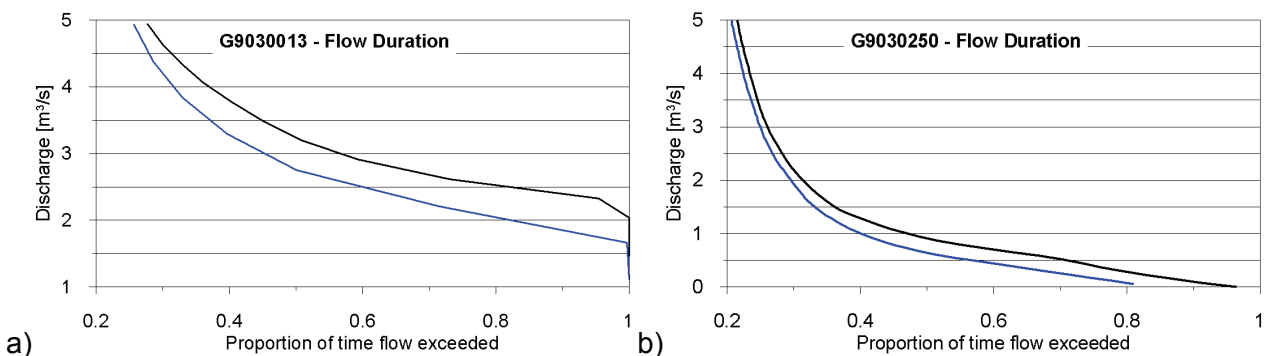 G9030013 - Flow Duration
Discharge [m³/s]
5
4
3
2
1
0.2 0.4 0.6 0.8 1
Proportion of time flow exceeded
a)
G9030250 - Flow Duration
Discharge [m³/s]
5
4
3
2
1
0
0.2 0.4 0.6 0.8 1
Proportion of time flow exceeded
b)